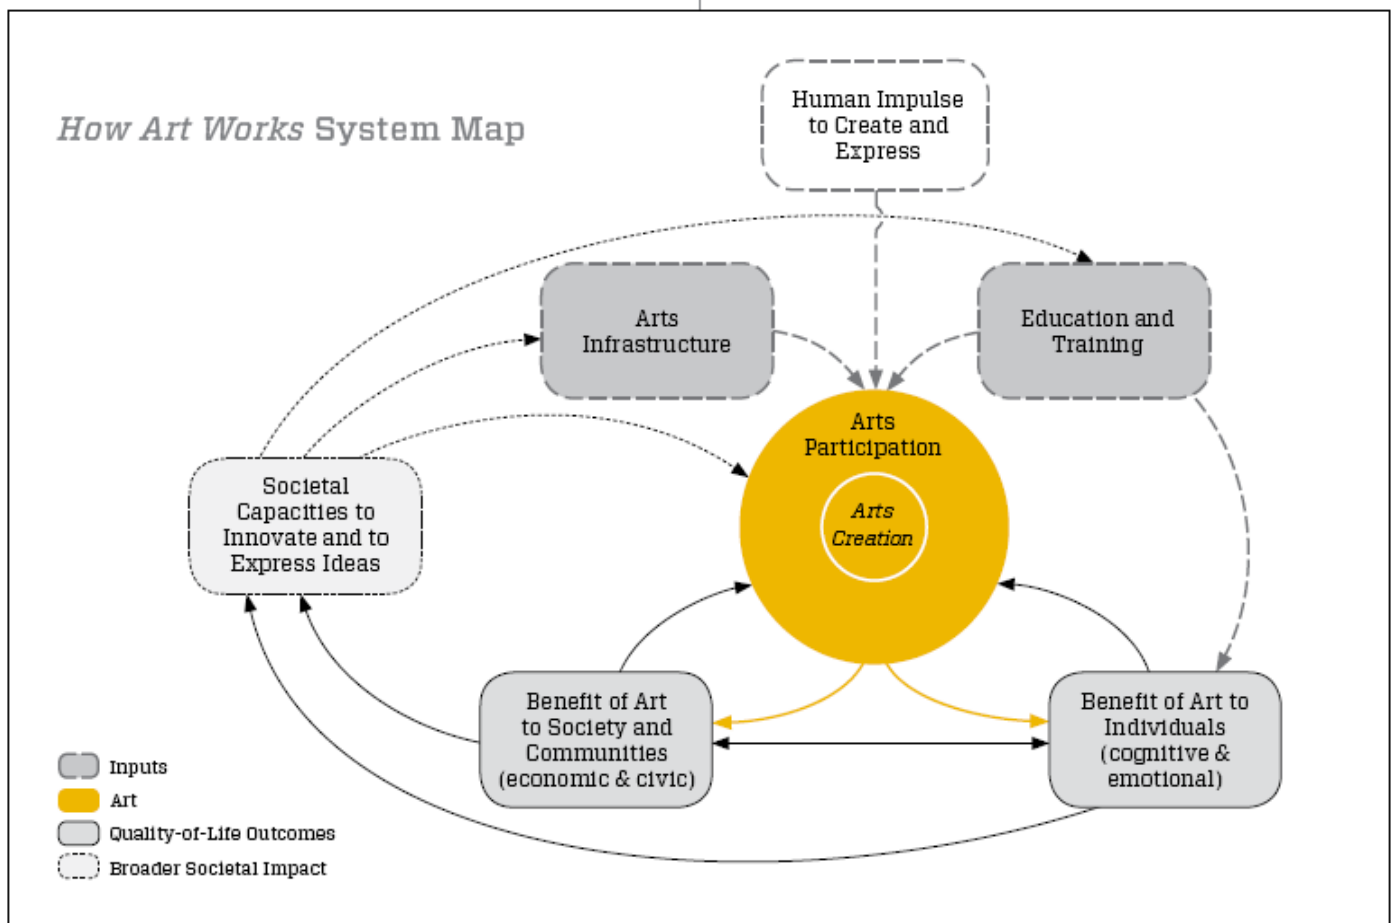 How Art Works System Map
Human Impulse
to Create and
Express
Arts
Infrastructure
Education and
Training
Arts
Participation
Arts
Creation
Societal
Capacities to
Innovate and to
Express Ideas
Benefit of Art
to Society and
Communities
(economic & civic)
Benefit of Art to
Individuals
(cognitive &
emotional)
Inputs
Art
Quality-of-Life Outcomes
Broader Societal Impact